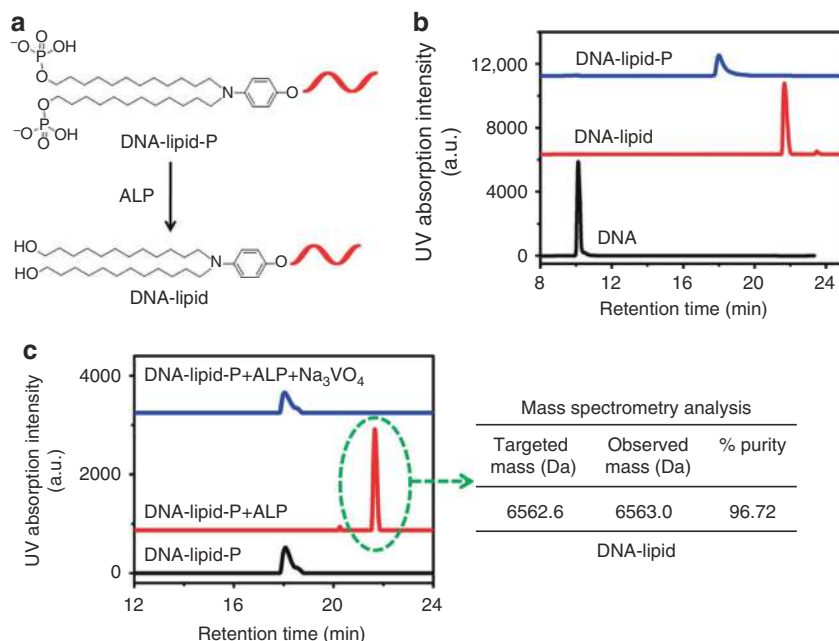 a
⁻O
O
P
OH
O
N
O
O
⁻O
P
OH
O
DNA-lipid-P
ALP
HO
HO
N
O
DNA-lipid
b
UV absorption intensity
(a.u.)
12,000
8000
4000
0
DNA-lipid-P
DNA-lipid
DNA
8 12 16 20 24
Retention time (min)
c
UV absorption intensity
(a.u.)
4000
2000
0
DNA-lipid-P+ALP+Na₃VO₄
DNA-lipid-P+ALP
DNA-lipid-P
12 16 20 24
Retention time (min)
Mass spectrometry analysis
Targeted mass (Da) Observed mass (Da) % purity
6562.6 6563.0 96.72
DNA-lipid